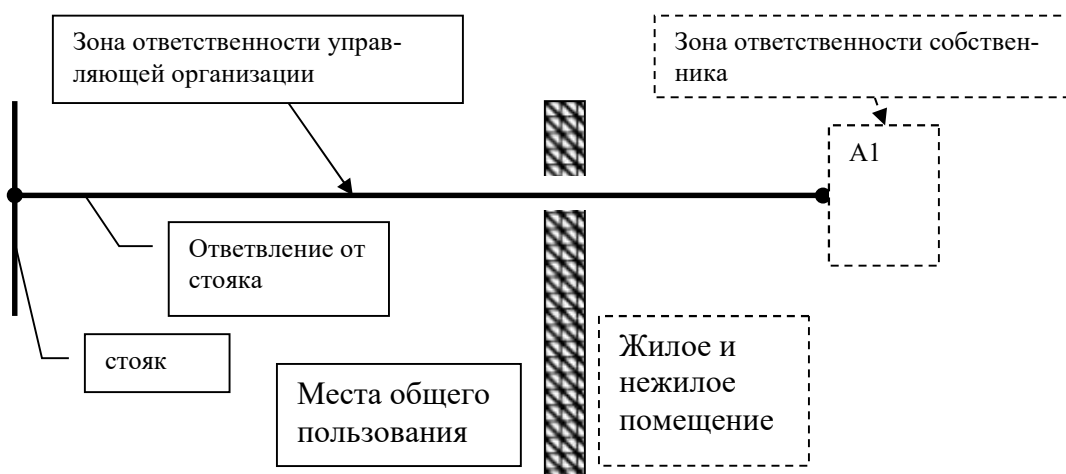 Зона ответственности управ-
ляющей организации
Зона ответственности собствен-
ника
А1
Ответвление от
стояка
стояк
Места общего
пользования
Жилое и
нежилое
помещение